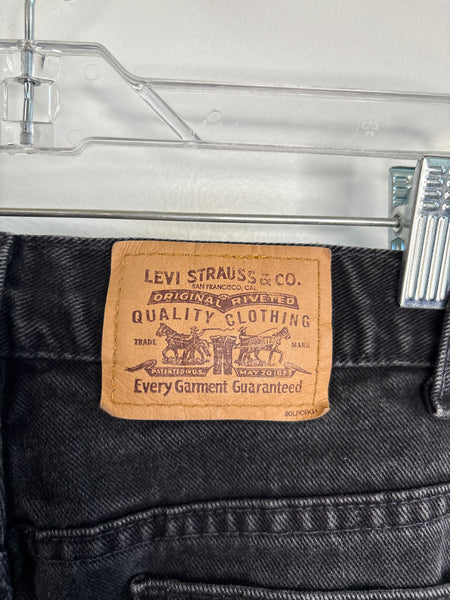 LEVI STRAUSS & CO.
SAN FRANCISCO, CAL.
ORIGINAL RIVETED
QUALITY CLOTHING
TRADE MARK
PATENTED IN U.S. MAY 20 1873
Every Garment Guaranteed